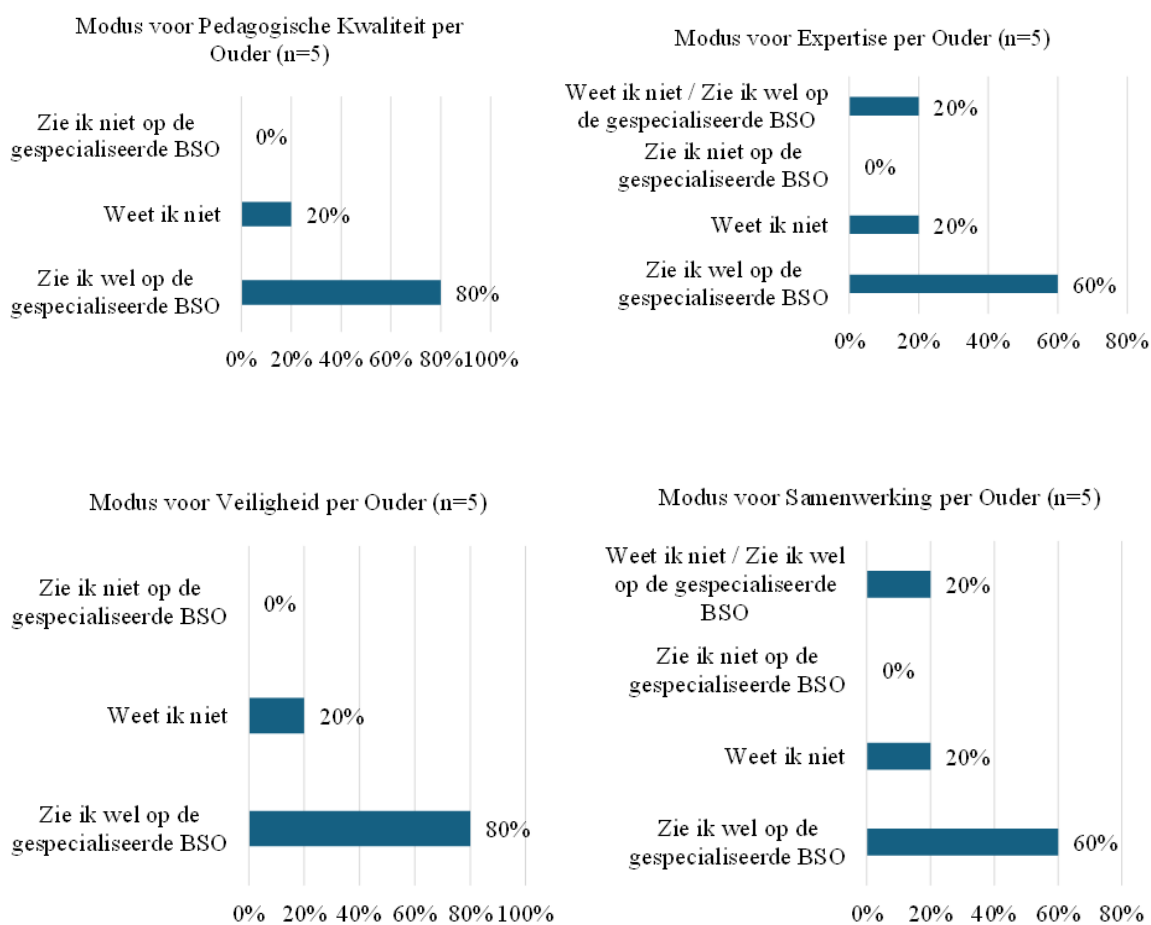 Modus voor Pedagogische Kwaliteit per
Ouder (n=5)
Zie ik niet op de
gespecialiseerde BSO
0%
Weet ik niet
20%
Zie ik wel op de
gespecialiseerde BSO
80%
0% 20% 40% 60% 80% 100%
Modus voor Expertise per Ouder (n=5)
Weet ik niet / Zie ik wel op
de gespecialiseerde BSO
20%
Zie ik niet op de
gespecialiseerde BSO
0%
Weet ik niet
20%
Zie ik wel op de
gespecialiseerde BSO
60%
0% 20% 40% 60% 80%
Modus voor Veiligheid per Ouder (n=5)
Zie ik niet op de
gespecialiseerde BSO
0%
Weet ik niet
20%
Zie ik wel op de
gespecialiseerde BSO
80%
0% 20% 40% 60% 80% 100%
Modus voor Samenwerking per Ouder (n=5)
Weet ik niet / Zie ik wel
op de gespecialiseerde
BSO
20%
Zie ik niet op de
gespecialiseerde BSO
0%
Weet ik niet
20%
Zie ik wel op de
gespecialiseerde BSO
60%
0% 20% 40% 60% 80%